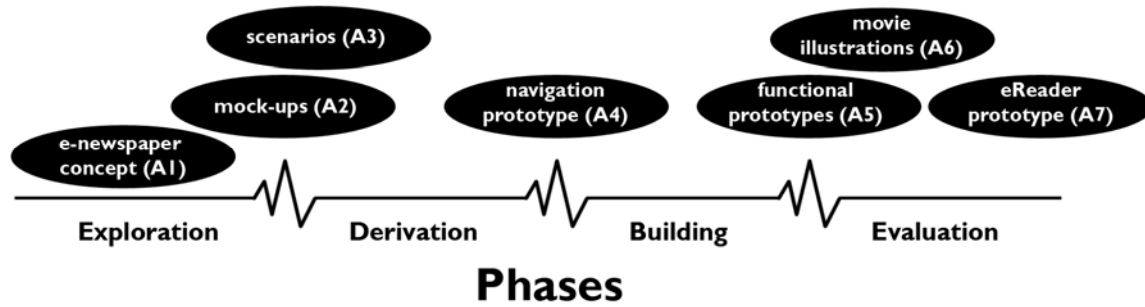 scenarios (A3)
mock-ups (A2)
e-newspaper
concept (A1)
navigation
prototype (A4)
movie
illustrations (A6)
functional
prototypes (A5)
eReader
prototype (A7)
Exploration
Derivation
Building
Evaluation
Phases